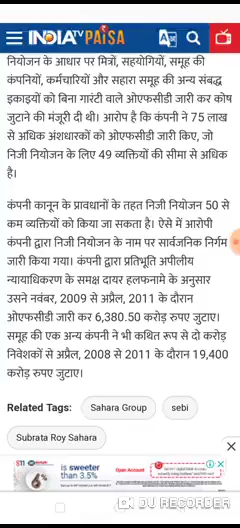 INDIA TV PAISA
नियोजन के आधार पर मित्रों, सहयोगियों, समूह की
कंपनियों, कर्मचारियों और सहारा समूह की अन्य संबद्ध
इकाइयों को बिना गारंटी वाले ओएफसीडी जारी कर कोष
जुटाने की मंजूरी दी थी। आरोप है कि कंपनी ने 75 लाख
से अधिक अंशधारकों को ओएफसीडी जारी किए, जो
निजी नियोजन के लिए 49 व्यक्तियों की सीमा से अधिक
है।
कंपनी कानून के प्रावधानों के तहत निजी नियोजन 50 से
कम व्यक्तियों को किया जा सकता है। ऐसे में आरोपी
कंपनी द्वारा निजी नियोजन के नाम पर सार्वजनिक निर्गम
जारी किया गया। कंपनी द्वारा प्रतिभूति अपीलीय
न्यायाधिकरण के समक्ष दायर हलफनामे के अनुसार
उसने नवंबर, 2009 से अप्रैल, 2011 के दौरान
ओएफसीडी जारी कर 6,380.50 करोड़ रुपए जुटाए।
समूह की एक अन्य कंपनी ने भी कथित रूप से दो करोड़
निवेशकों से अप्रैल, 2008 से 2011 के दौरान 19,400
करोड़ रुपए जुटाए।
Related Tags: Sahara Group sebi
Subrata Roy Sahara
is sweeter
than 3.5%
Open Account
DU RECORDER